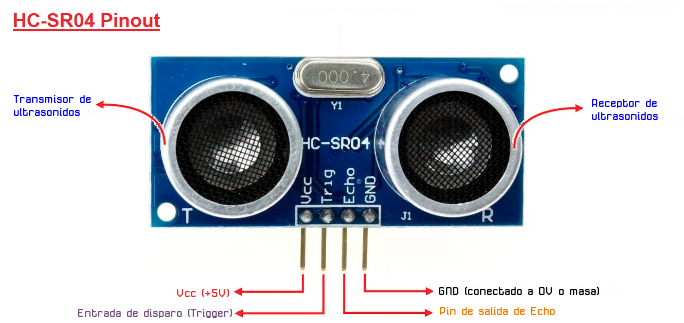 HC-SR04 Pinout
Transmisor de
ultrasonidos
Receptor de
ultrasonidos
4.000
Y1
HC-SR04
Vcc
Trig
Echo
GND
T
J1
R
Vcc (+5V)
GND (conectado a 0V o masa)
Entrada de disparo (Trigger)
Pin de salida de Echo